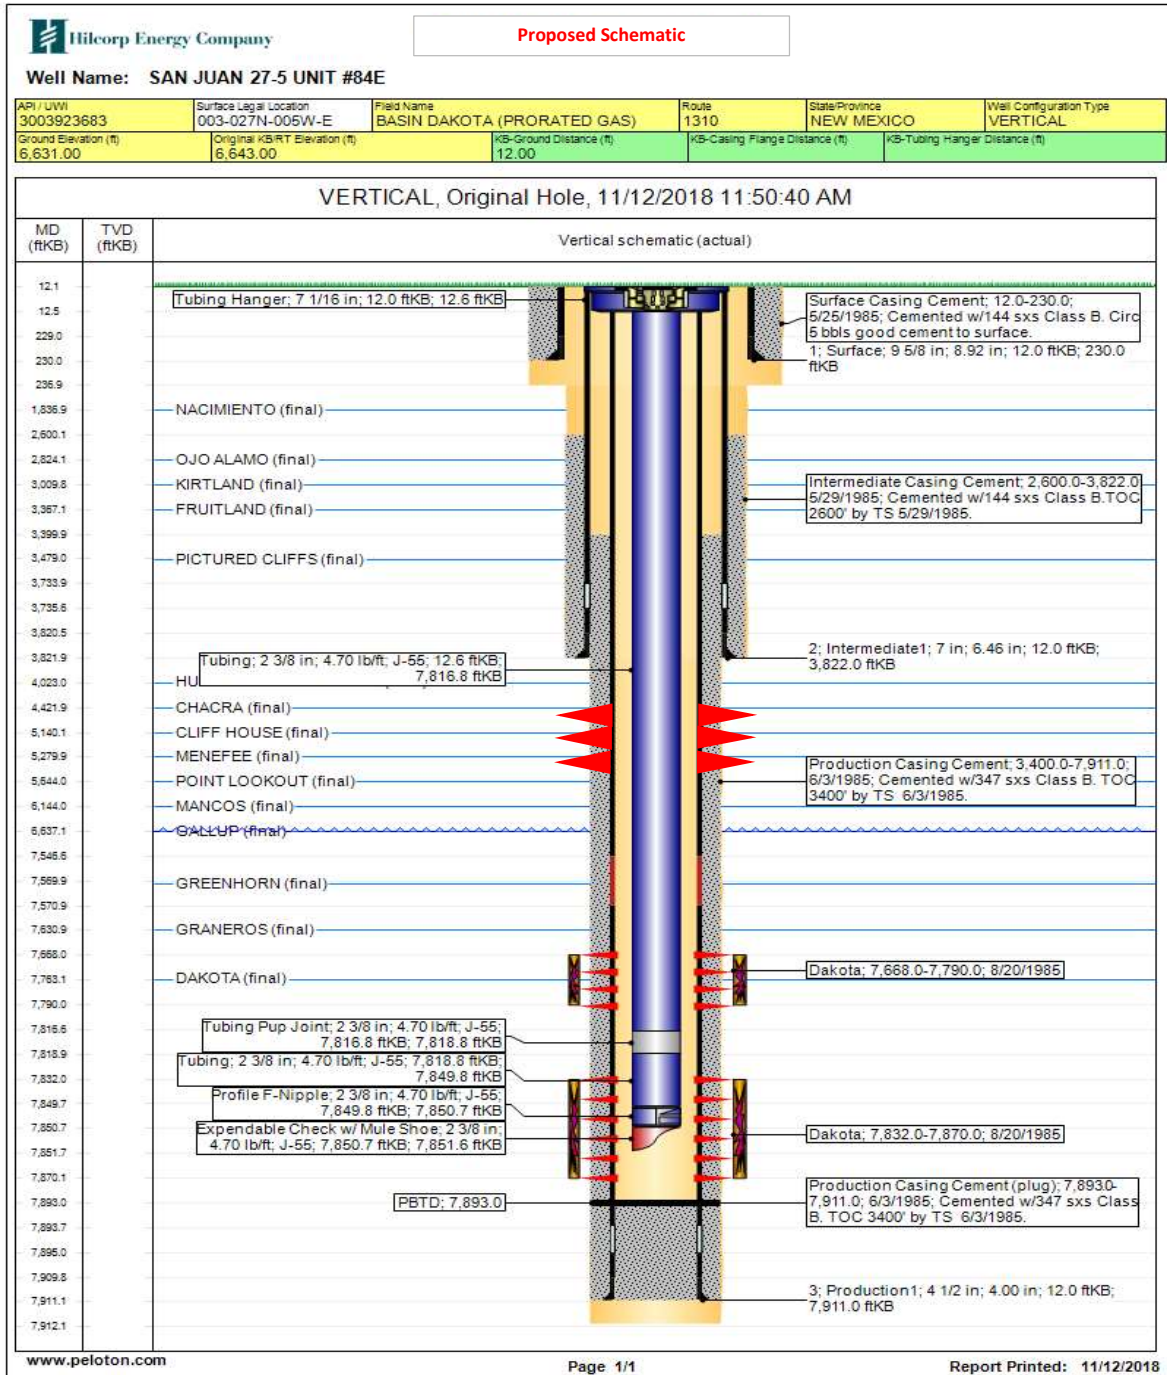 Hilcorp Energy Company
Proposed Schematic
Well Name: SAN JUAN 27-5 UNIT #84E
API / UWI
3003923683
Surface Legal Location
003-027N-005W-E
Field Name
BASIN DAKOTA (PRORATED GAS)
Route
1310
State/Province
NEW MEXICO
Well Configuration Type
VERTICAL
Ground Elevation (ft)
6,631.00
Original KB/RT Elevation (ft)
6,643.00
KB-Ground Distance (ft)
12.00
KB-Casing Flange Distance (ft)
KB-Tubing Hanger Distance (ft)
VERTICAL, Original Hole, 11/12/2018 11:50:40 AM
MD
(ftKB)
TVD
(ftKB)
Vertical schematic (actual)
12.1
12.5
229.0
230.0
236.9
1,836.9
2,600.1
2,824.1
3,009.8
3,367.1
3,399.9
3,479.0
3,733.9
3,735.6
3,820.5
3,821.9
4,023.0
4,421.9
5,140.1
5,279.9
5,644.0
6,144.0
6,637.1
7,546.6
7,569.9
7,570.9
7,630.9
7,668.0
7,763.1
7,790.0
7,816.6
7,818.9
7,832.0
7,849.7
7,850.7
7,851.7
7,870.1
7,893.0
7,893.7
7,895.0
7,909.8
7,911.1
7,912.1
Tubing Hanger; 7 1/16 in; 12.0 ftKB; 12.6 ftKB
NACIMIENTO (final)
OJO ALAMO (final)
KIRTLAND (final)
FRUITLAND (final)
PICTURED CLIFFS (final)
Tubing; 2 3/8 in; 4.70 lb/ft; J-55; 12.6 ftKB;
7,816.8 ftKB
HU
CHACRA (final)
CLIFF HOUSE (final)
MENEFEE (final)
POINT LOOKOUT (final)
MANCOS (final)
GALLUP (final)
GREENHORN (final)
GRANEROS (final)
DAKOTA (final)
Tubing Pup Joint; 2 3/8 in; 4.70 lb/ft; J-55;
7,816.8 ftKB; 7,818.8 ftKB
Tubing; 2 3/8 in; 4.70 lb/ft; J-55; 7,818.8 ftKB;
7,849.8 ftKB
Profile F-Nipple; 2 3/8 in; 4.70 lb/ft; J-55;
7,849.8 ftKB; 7,850.7 ftKB
Expendable Check w/ Mule Shoe; 2 3/8 in;
4.70 lb/ft; J-55; 7,850.7 ftKB; 7,851.6 ftKB
PBTD; 7,893.0
Surface Casing Cement; 12.0-230.0;
5/25/1985; Cemented w/144 sxs Class B. Circ
5 bbls good cement to surface.
1; Surface; 9 5/8 in; 8.92 in; 12.0 ftKB; 230.0
ftKB
Intermediate Casing Cement; 2,600.0-3,822.0;
5/29/1985; Cemented w/144 sxs Class B.TOC
2600' by TS 5/29/1985.
2; Intermediate1; 7 in; 6.46 in; 12.0 ftKB;
3,822.0 ftKB
Production Casing Cement; 3,400.0-7,911.0;
6/3/1985; Cemented w/347 sxs Class B. TOC
3400' by TS 6/3/1985.
Dakota; 7,668.0-7,790.0; 8/20/1985
Dakota; 7,832.0-7,870.0; 8/20/1985
Production Casing Cement (plug); 7,893.0-
7,911.0; 6/3/1985; Cemented w/347 sxs Class
B. TOC 3400' by TS 6/3/1985.
3; Production1; 4 1/2 in; 4.00 in; 12.0 ftKB;
7,911.0 ftKB
www.peloton.com
Page 1/1
Report Printed: 11/12/2018